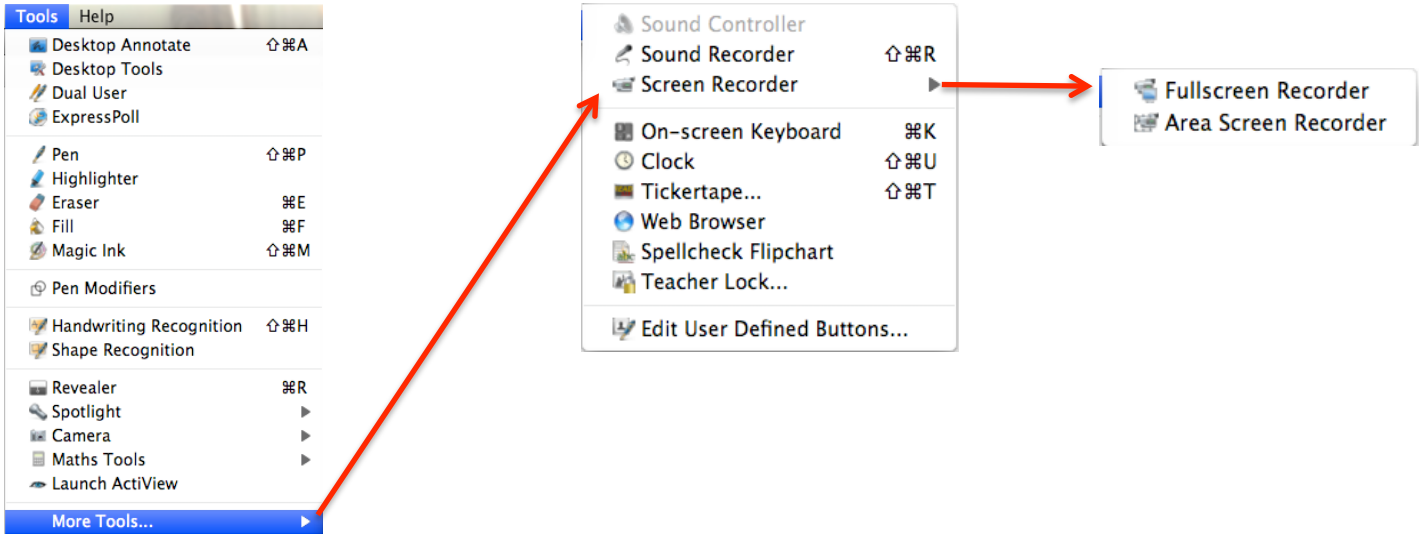 Tools Help
Desktop Annotate ⇧⌘A
Desktop Tools
Dual User
ExpressPoll
Pen ⇧⌘P
Highlighter
Eraser ⌘E
Fill ⌘F
Magic Ink ⇧⌘M
Pen Modifiers
Handwriting Recognition ⇧⌘H
Shape Recognition
Revealer ⌘R
Spotlight
Camera
Maths Tools
Launch ActiView
More Tools...
Sound Controller
Sound Recorder ⇧⌘R
Screen Recorder
On-screen Keyboard ⌘K
Clock ⇧⌘U
Tickertape... ⇧⌘T
Web Browser
Spellcheck Flipchart
Teacher Lock...
Edit User Defined Buttons...
Fullscreen Recorder
Area Screen Recorder